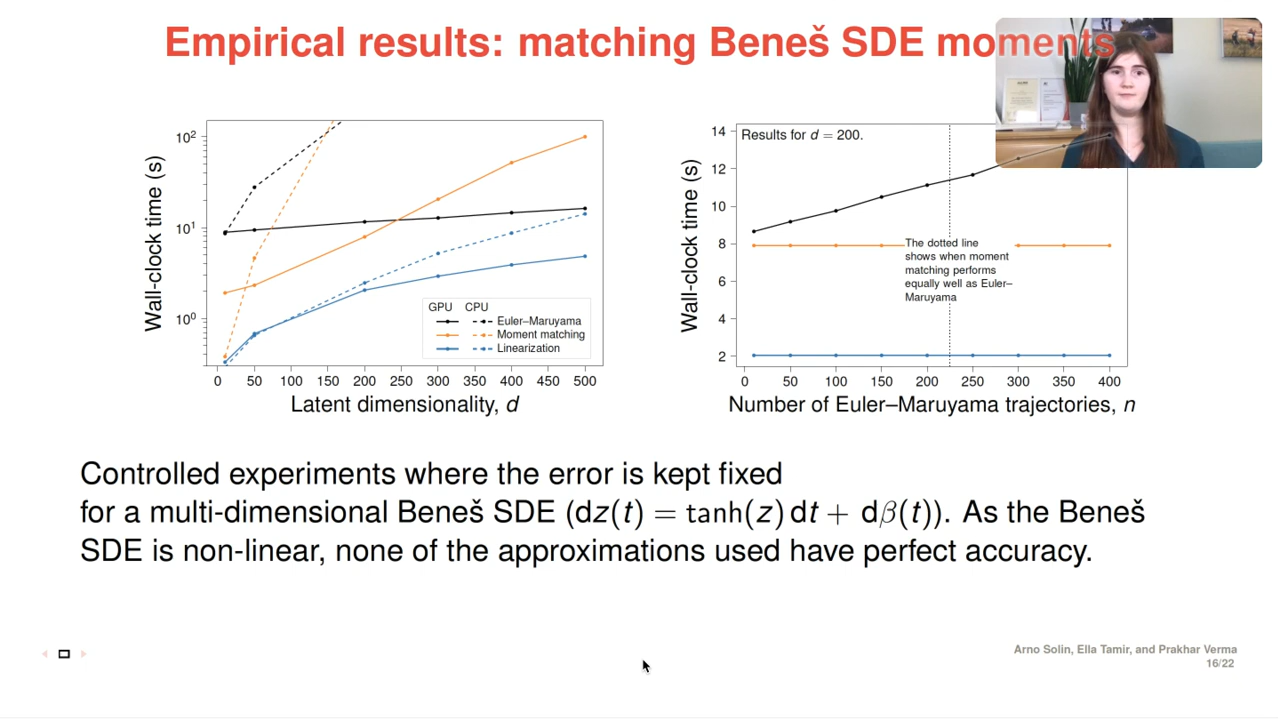 Empirical results: matching Beneš SDE moments
Wall-clock time (s)
10²
10¹
10⁰
GPU CPU
Euler–Maruyama
Moment matching
Linearization
0 50 100 150 200 250 300 350 400 450 500
Latent dimensionality, d
Wall-clock time (s)
14
12
10
8
6
4
2
Results for d = 200.
The dotted line
shows when moment
matching performs
equally well as Euler–
Maruyama
0 50 100 150 200 250 300 350 400
Number of Euler–Maruyama trajectories, n
Controlled experiments where the error is kept fixed
for a multi-dimensional Beneš SDE (dz(t) = tanh(z) dt + dβ(t)). As the Beneš
SDE is non-linear, none of the approximations used have perfect accuracy.
Arno Solin, Ella Tamir, and Prakhar Verma
16/22